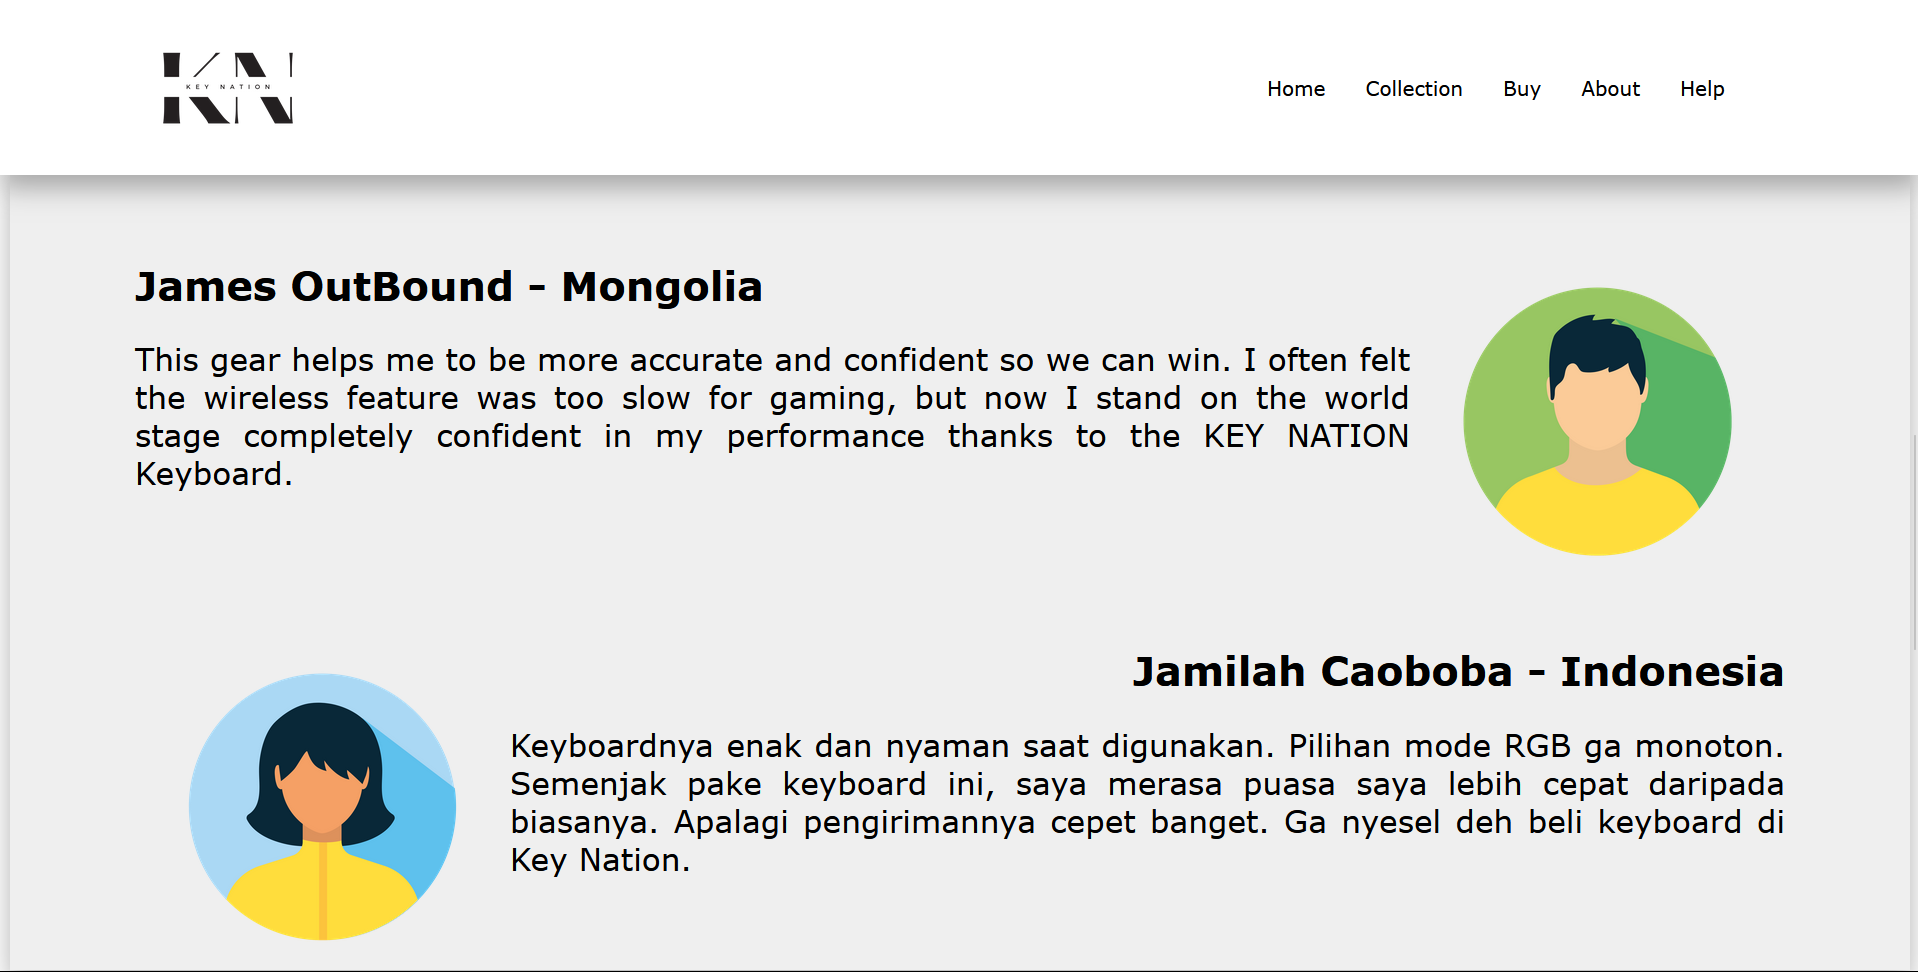 KN
KEY NATION
Home Collection Buy About Help
James OutBound - Mongolia
This gear helps me to be more accurate and confident so we can win. I often felt
the wireless feature was too slow for gaming, but now I stand on the world
stage completely confident in my performance thanks to the KEY NATION
Keyboard.
Jamilah Caoboba - Indonesia
Keyboardnya enak dan nyaman saat digunakan. Pilihan mode RGB ga monoton.
Semenjak pake keyboard ini, saya merasa puasa saya lebih cepat daripada
biasanya. Apalagi pengirimannya cepet banget. Ga nyesel deh beli keyboard di
Key Nation.